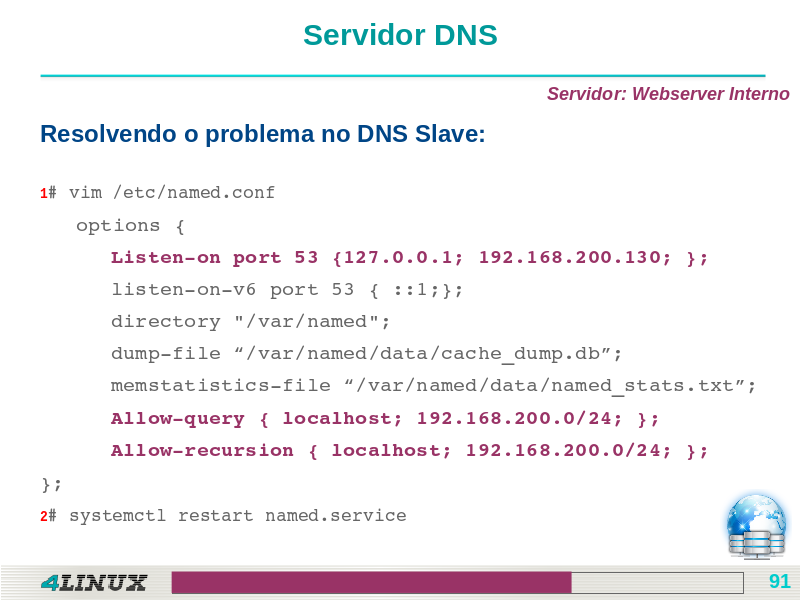 Servidor DNS
Servidor: Webserver Interno
Resolvendo o problema no DNS Slave:
1# vim /etc/named.conf
options {
Listen-on port 53 {127.0.0.1; 192.168.200.130; };
listen-on-v6 port 53 { ::1;};
directory "/var/named";
dump-file “/var/named/data/cache_dump.db”;
memstatistics-file “/var/named/data/named_stats.txt”;
Allow-query { localhost; 192.168.200.0/24; };
Allow-recursion { localhost; 192.168.200.0/24; };
};
2# systemctl restart named.service
4LINUX
91